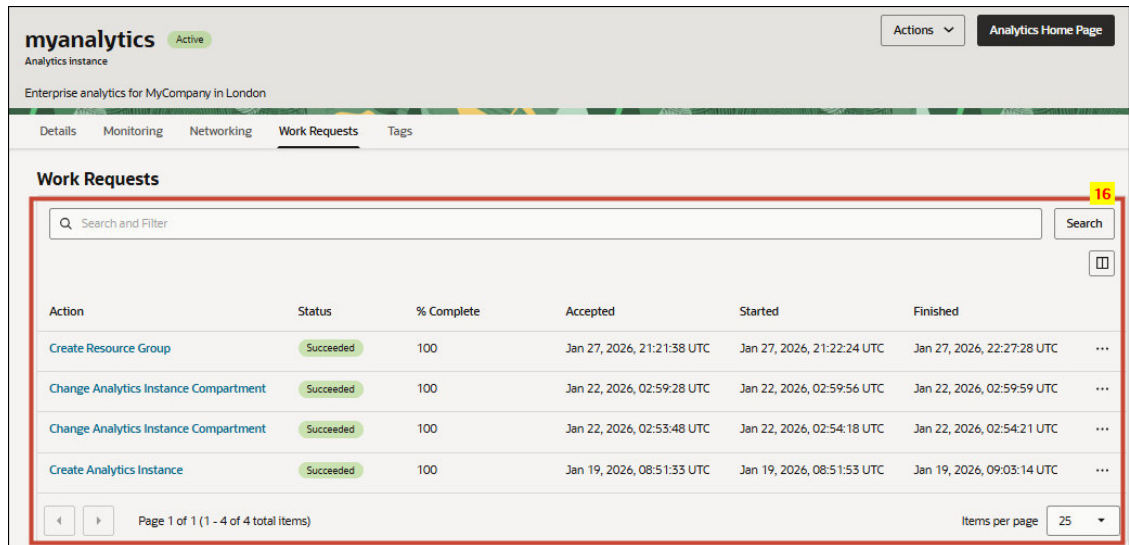 myanalytics Active
Actions
Analytics Home Page
Analytics instance
Enterprise analytics for MyCompany in London
Details Monitoring Networking Work Requests Tags
Work Requests
16
Search and Filter Search
Action Status % Complete Accepted Started Finished
Create Resource Group Succeeded 100 Jan 27, 2026, 21:21:38 UTC Jan 27, 2026, 21:22:24 UTC Jan 27, 2026, 22:27:28 UTC ...
Change Analytics Instance Compartment Succeeded 100 Jan 22, 2026, 02:59:28 UTC Jan 22, 2026, 02:59:56 UTC Jan 22, 2026, 02:59:59 UTC ...
Change Analytics Instance Compartment Succeeded 100 Jan 22, 2026, 02:53:48 UTC Jan 22, 2026, 02:54:18 UTC Jan 22, 2026, 02:54:21 UTC ...
Create Analytics Instance Succeeded 100 Jan 19, 2026, 08:51:33 UTC Jan 19, 2026, 08:51:53 UTC Jan 19, 2026, 09:03:14 UTC ...
Page 1 of 1 (1 - 4 of 4 total items) Items per page 25